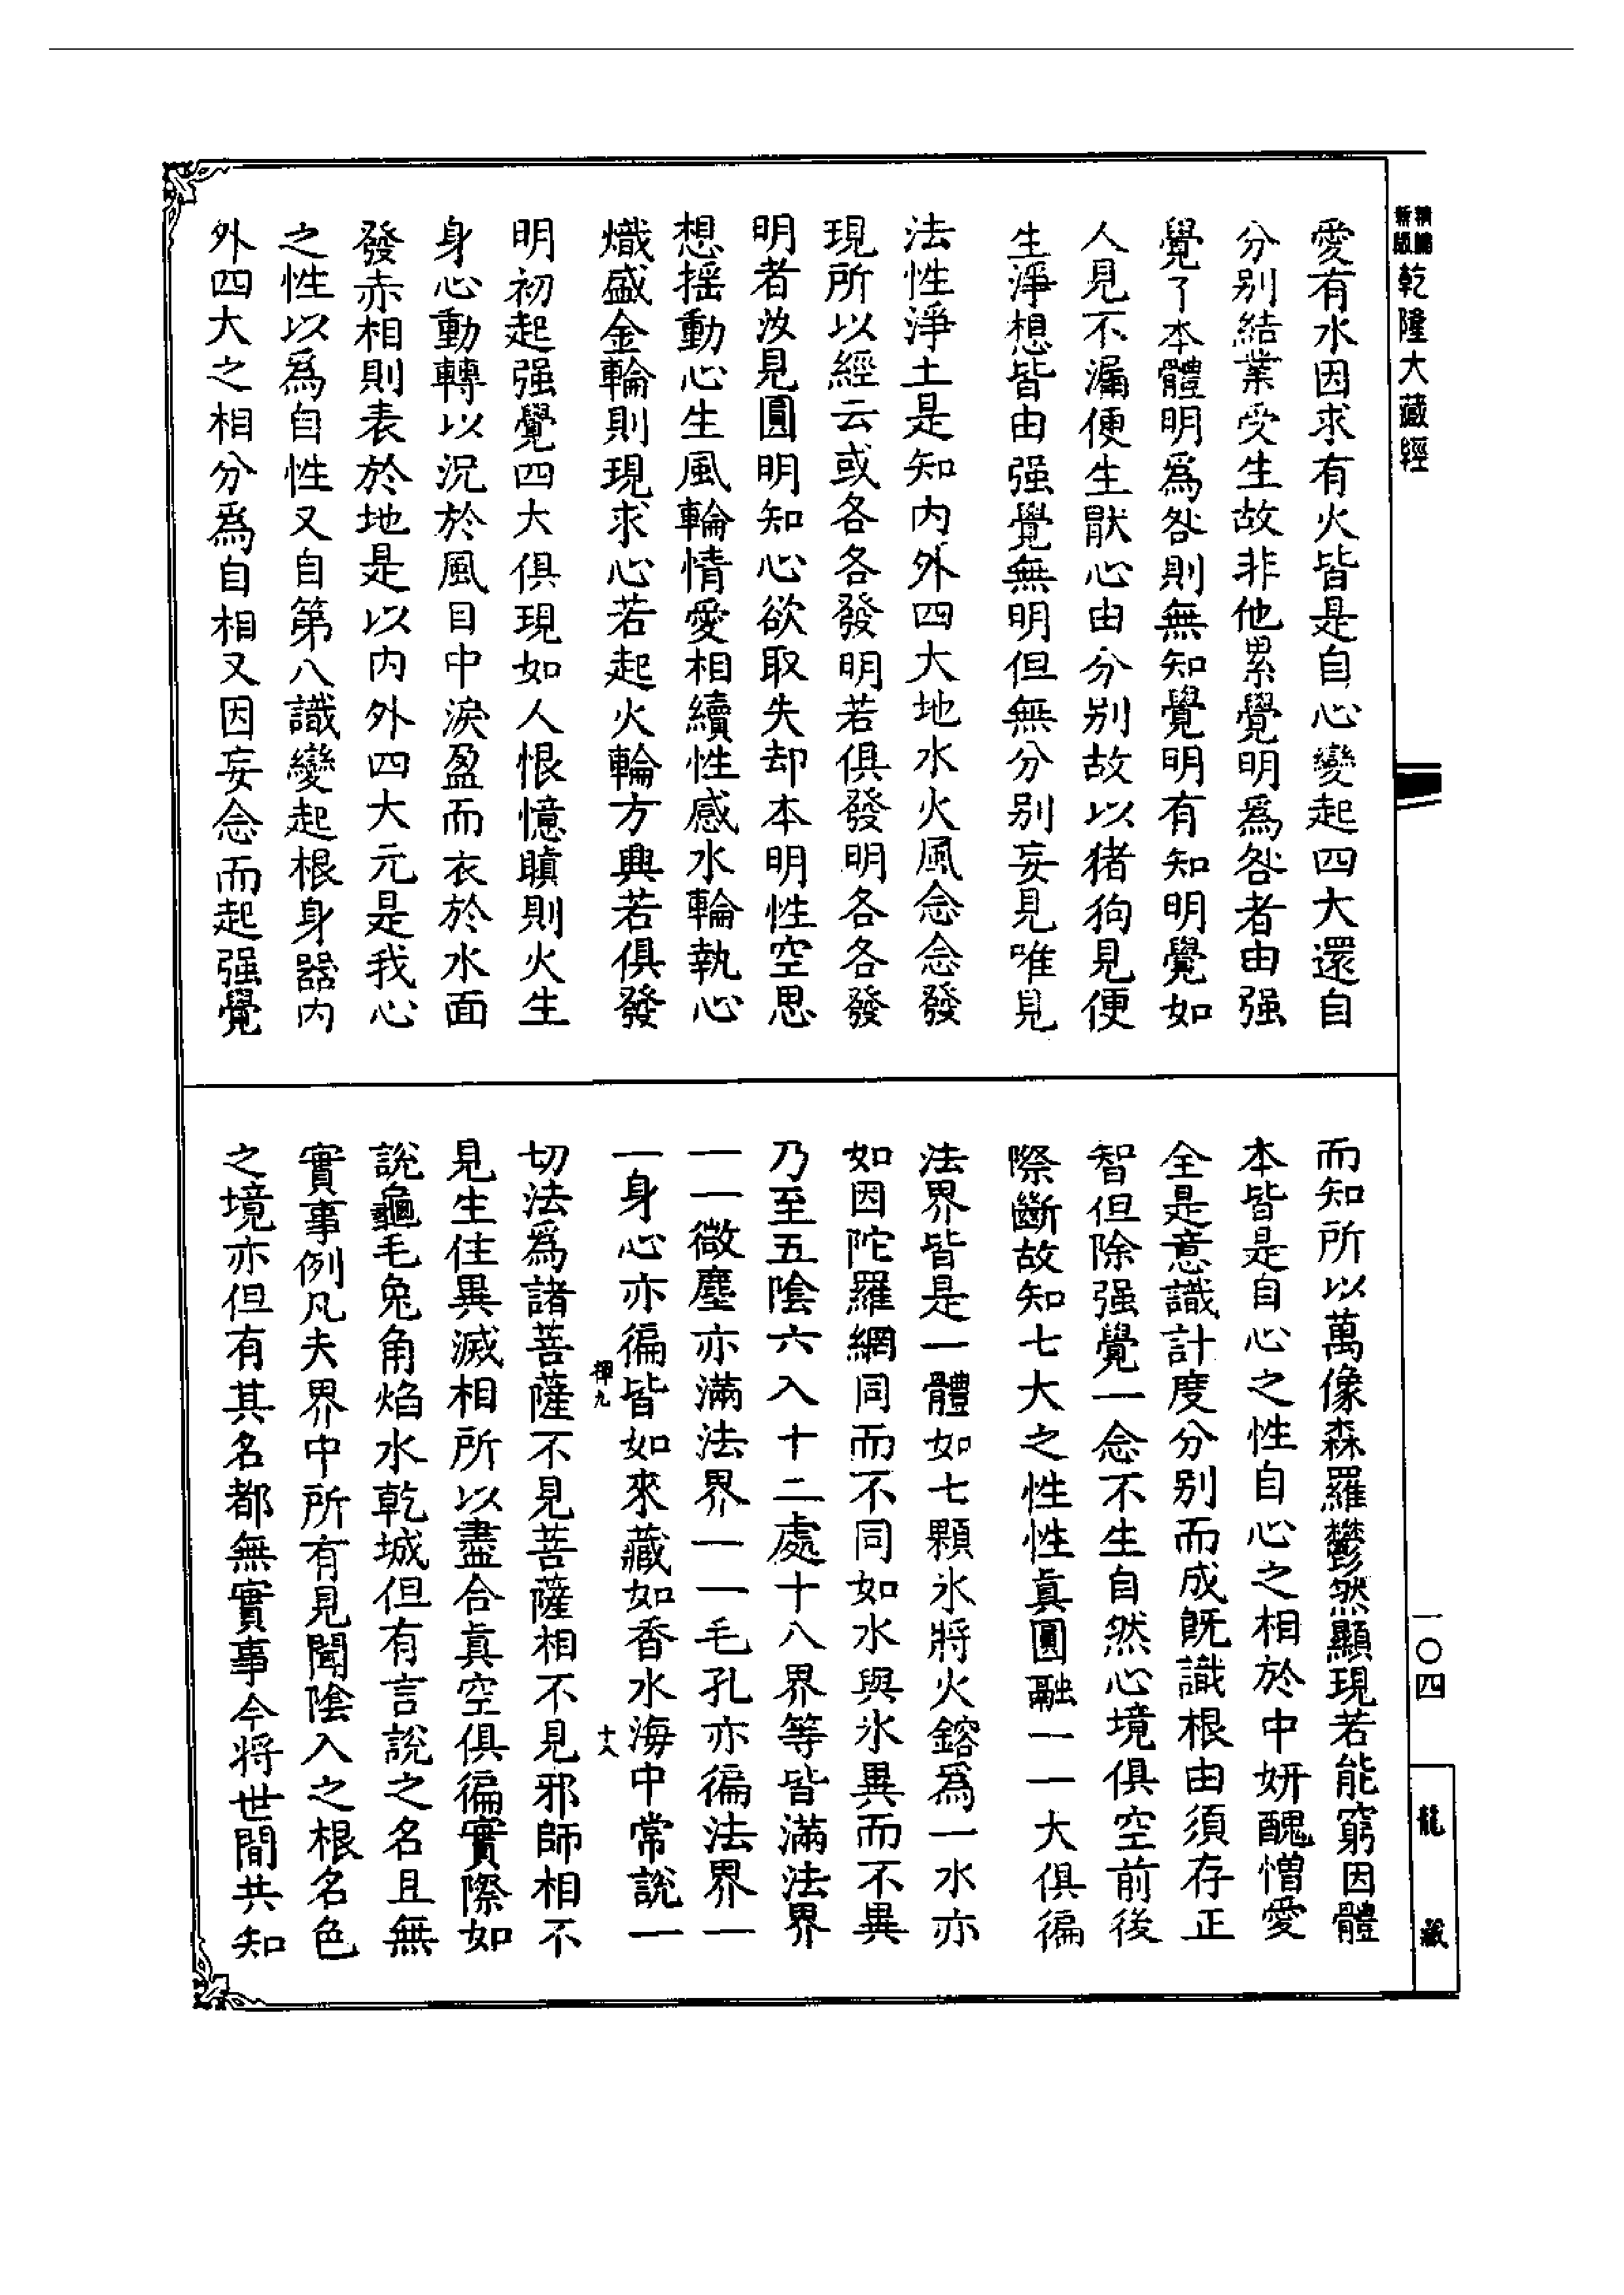 新版
精編
乾隆大藏經
一〇四
龍藏
愛有水因求有火皆是自心變起四大還自
分別結業受生故非他累覺明為咎者由强
覺了本體明爲咎則無知覺明有知明覺如
人見不漏便生猒心由分別故以猪狗見便
生淨想皆由强覺無明但無分別妄見唯見
法性淨土是知内外四大地水火風念念發
現所以經云或各各發明若俱發明各各發
明者汝見圓明知心欲取失却本明性空思
想搖動心生風輪情愛相續性感水輪執心
熾盛金輪則現求心若起火輪方興若俱發
明初起强覺四大俱現如人恨憶瞋則火生
身心動轉以況於風目中淚盈而衣於水面
發赤相則表於地是以内外四大元是我心
之性以爲自性又自第八識變起根身器内
外四大之相分爲自相又因妄念而起强覺
而知所以萬像森羅鬱然顯現若能窮因體
本皆是自心之性自心之相於中妍醜憎愛
全是意識計度分別而成旣識根由須存正
智但除强覺一念不生自然心境俱空前後
際斷故知七大之性性真圓融一一大俱徧
法界皆是一體如七顆氷將火鎔爲一水亦
如因陀羅網同而不同如水與氷異而不異
乃至五陰六入十二處十八界等皆滿法界
一一微塵亦滿法界一一毛孔亦徧法界一
一身心亦徧皆如來藏如香水海中常説一
禪九
十八
切法爲諸菩薩不見菩薩相不見邪師相不
見生住異滅相所以盡合真空俱徧實際如
說龜毛兔角焰水乾城但有言說之名且無
實事例凡夫界中所有見聞陰入之根名色
之境亦但有其名都無實事今將世間共知